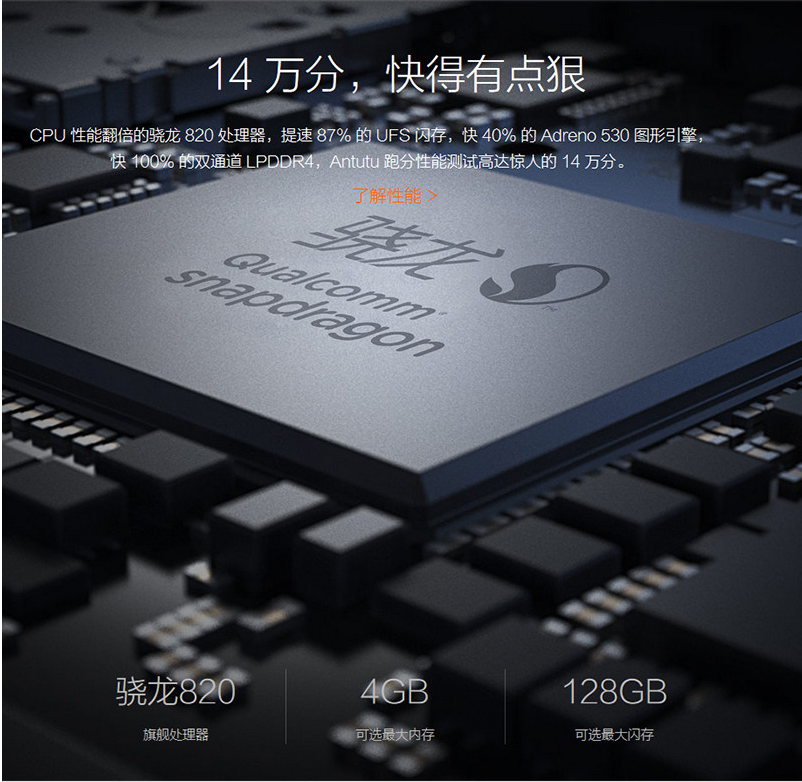 14 万分，快得有点狠
CPU 性能翻倍的骁龙 820 处理器，提速 87% 的 UFS 闪存，快 40% 的 Adreno 530 图形引擎，
快 100% 的双通道 LPDDR4，Antutu 跑分性能测试高达惊人的 14 万分。
了解性能 >
骁龙
Qualcomm®
snapdragon
™
骁龙820
4GB
128GB
旗舰处理器
可选最大内存
可选最大闪存